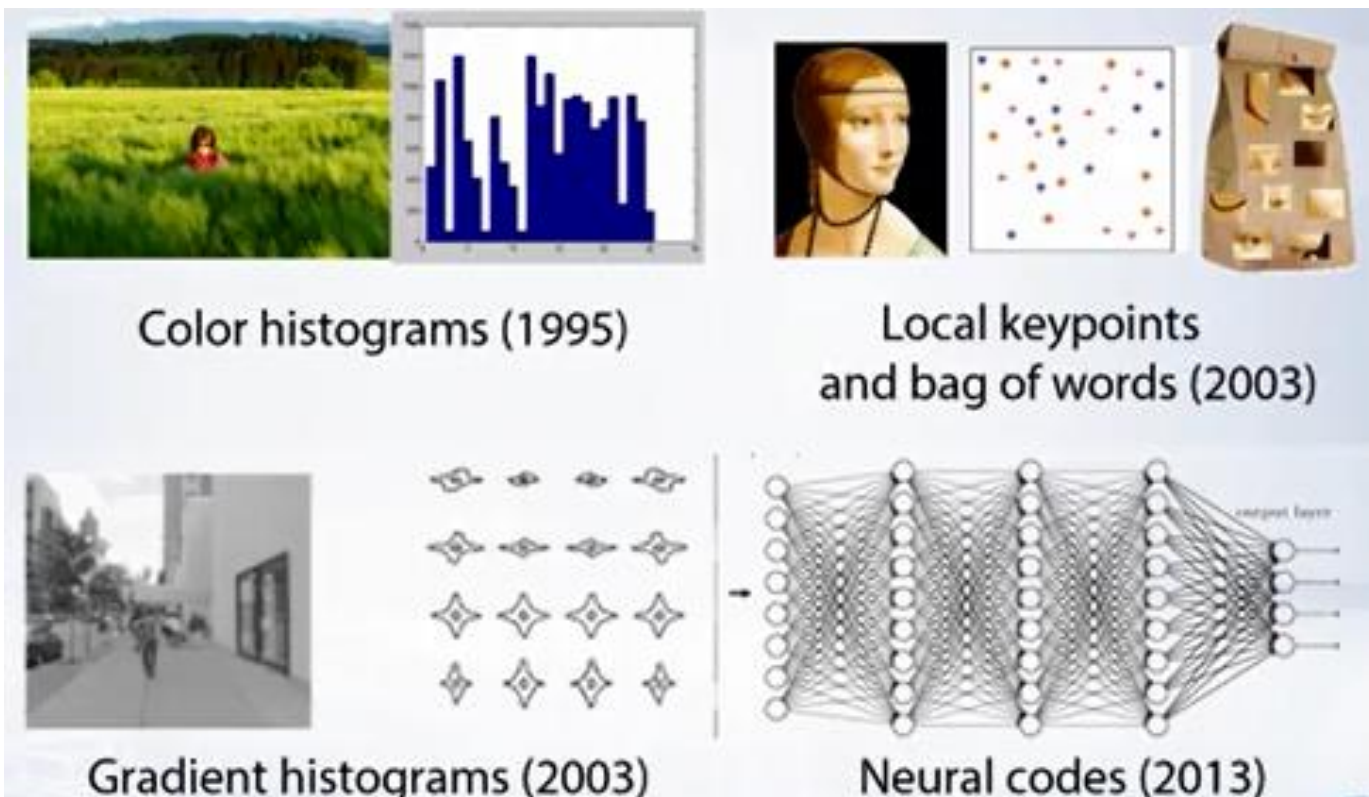 Color histograms (1995)
Local keypoints
and bag of words (2003)
output layer
Gradient histograms (2003)
Neural codes (2013)